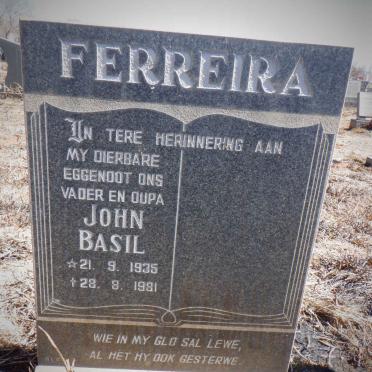 FERREIRA
IN TERE HERINNERING AAN
MY DIERBARE
EGGENOOT ONS
VADER EN OUPA
JOHN
BASIL
☆ 21. 9. 1935
† 28. 8. 1981
WIE IN MY GLO SAL LEWE,
AL HET HY OOK GESTERWE